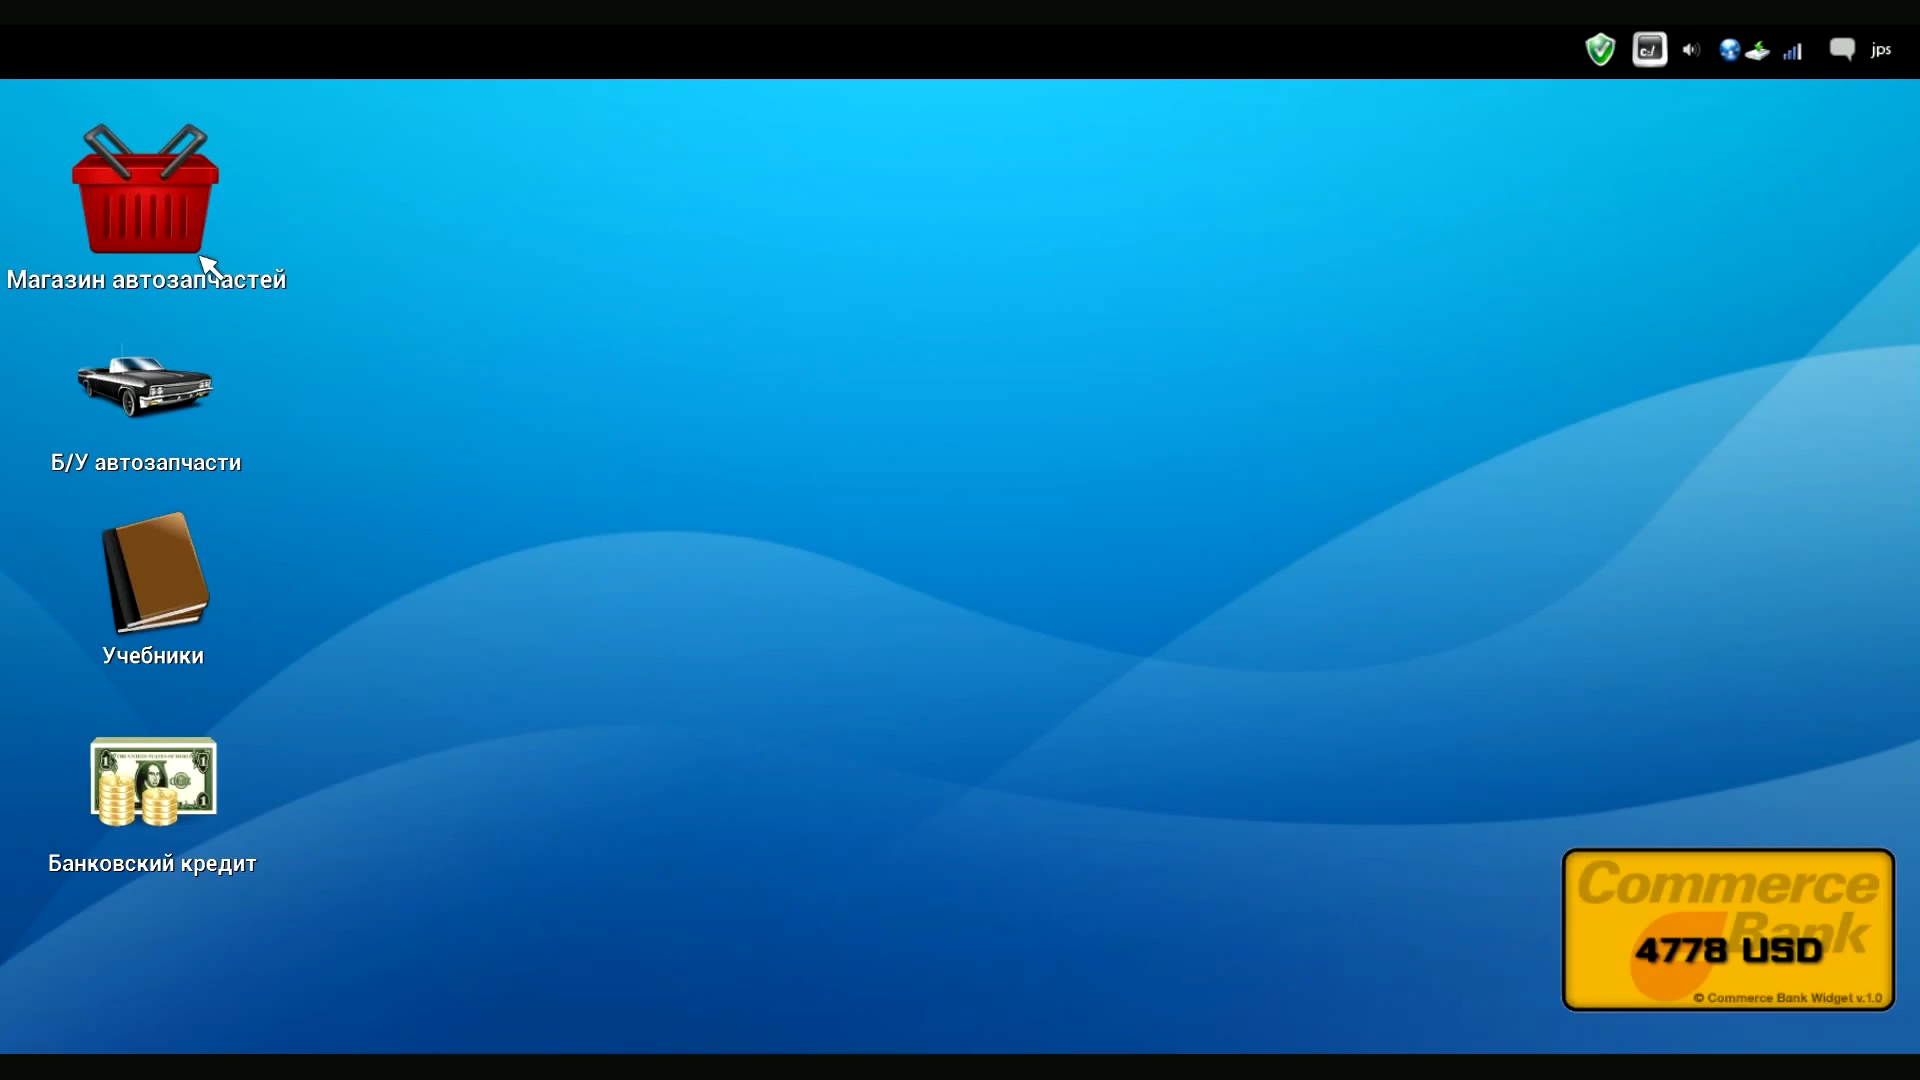 c:/
jps
Магазин автозапчастей
Б/У автозапчасти
Учебники
Банковский кредит
Commerce
Bank
4778 USD
© Commerce Bank Widget v.1.0